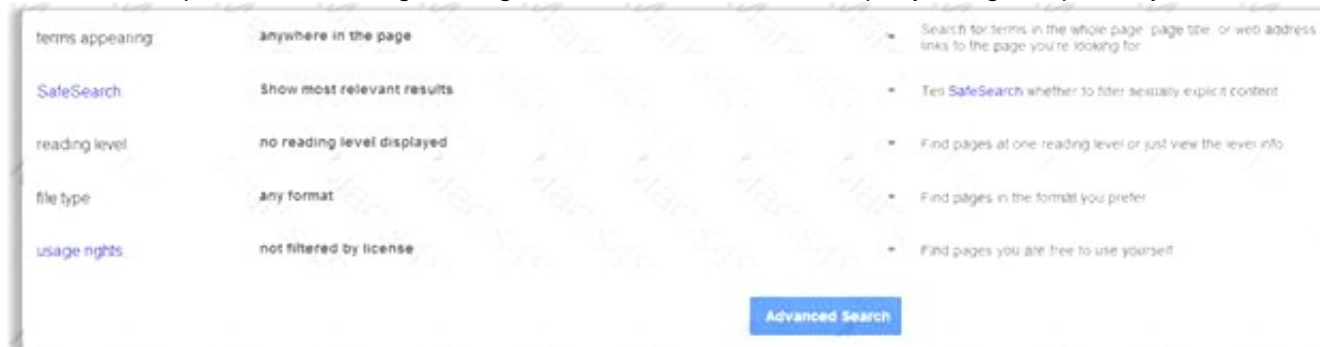 terms appearing anywhere in the page Search for terms in the whole page, page title, or web address
links to the page you're looking for
SafeSearch Show most relevant results Tell SafeSearch whether to filter sexually explicit content
reading level no reading level displayed Find pages at one reading level or just view the level info
file type any format Find pages in the format you prefer
usage rights not filtered by license Find pages you are free to use yourself
Advanced Search